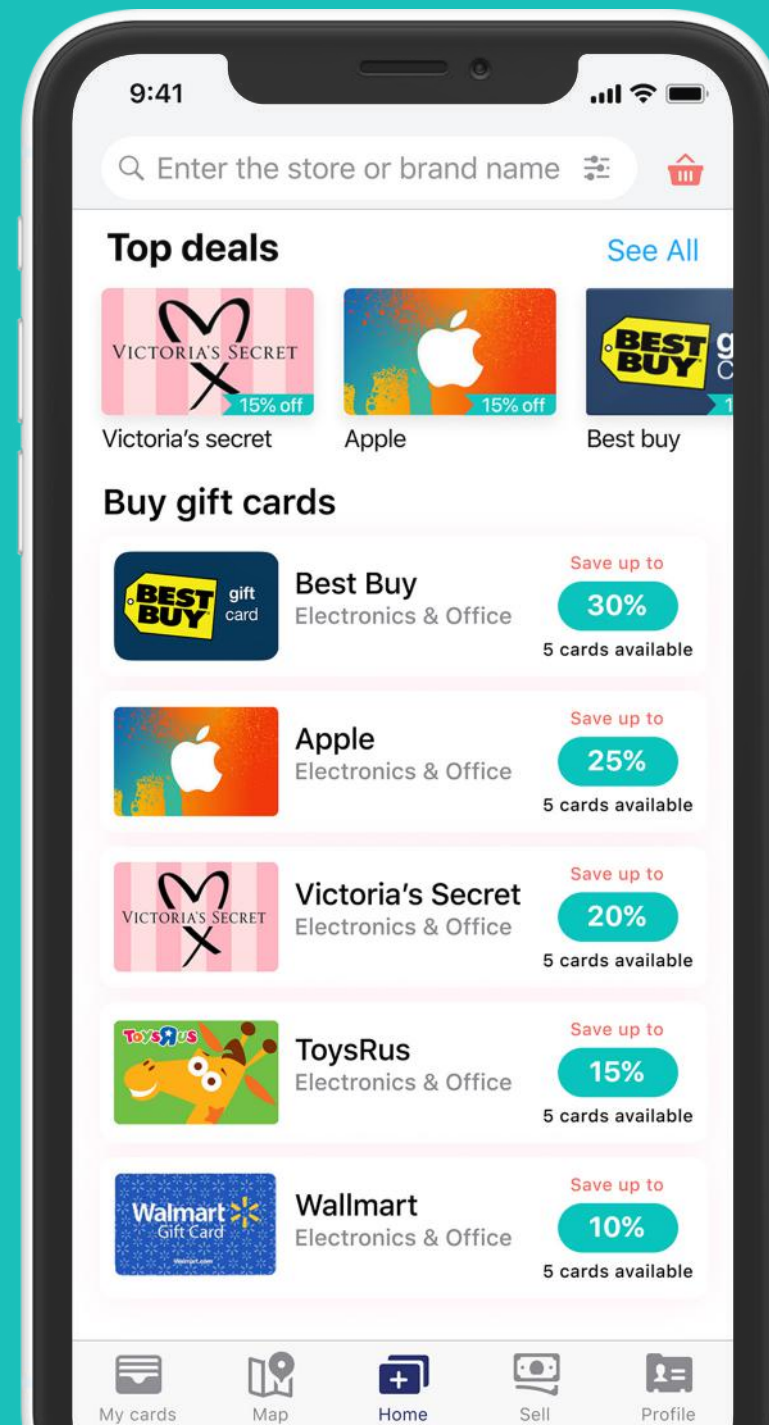 9:41
Enter the store or brand name
Top deals
See All
VICTORIA'S SECRET
15% off
15% off
BEST BUY
Victoria's secret
Apple
Best buy
Buy gift cards
BEST BUY
gift card
Best Buy
Electronics & Office
Save up to
30%
5 cards available
Apple
Electronics & Office
Save up to
25%
5 cards available
VICTORIA'S SECRET
Victoria's Secret
Electronics & Office
Save up to
20%
5 cards available
TOYSЯUS
ToysRus
Electronics & Office
Save up to
15%
5 cards available
Walmart
Gift Card
Walmart.com
Wallmart
Electronics & Office
Save up to
10%
5 cards available
My cards
Map
Home
Sell
Profile